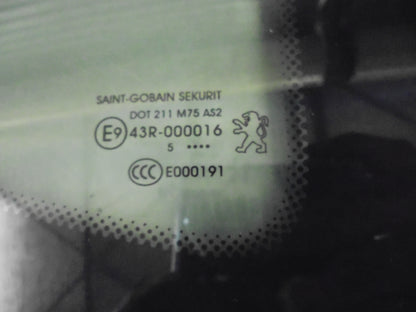 SAINT-GOBAIN SEKURIT
DOT 211 M75 AS2
E9 43R-000016
5 ••••
CCC E000191